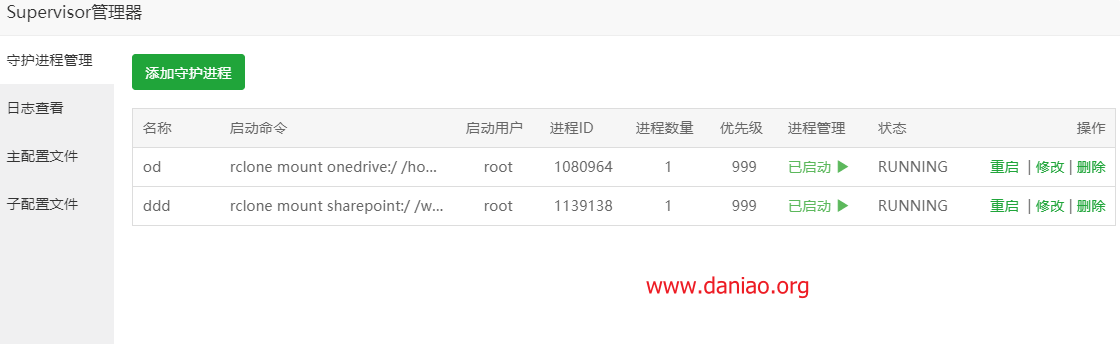 Supervisor管理器
守护进程管理
日志查看
主配置文件
子配置文件
添加守护进程
名称 启动命令 启动用户 进程ID 进程数量 优先级 进程管理 状态 操作
od rclone mount onedrive:/ /ho... root 1080964 1 999 已启动 ▶ RUNNING 重启 | 修改 | 删除
ddd rclone mount sharepoint:/ /w... root 1139138 1 999 已启动 ▶ RUNNING 重启 | 修改 | 删除
www.daniao.org